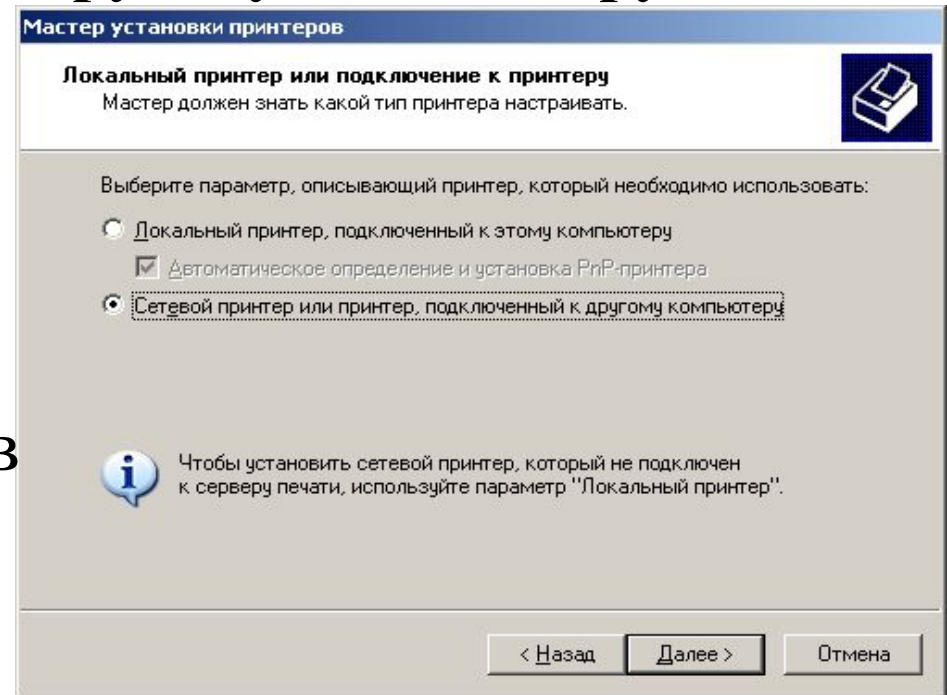 Мастер установки принтеров
Локальный принтер или подключение к принтеру
Мастер должен знать какой тип принтера настраивать.
Выберите параметр, описывающий принтер, который необходимо использовать:
Локальный принтер, подключенный к этому компьютеру
Автоматическое определение и установка PnP-принтера
Сетевой принтер или принтер, подключенный к другому компьютеру
в
Чтобы установить сетевой принтер, который не подключен
к серверу печати, используйте параметр "Локальный принтер".
< Назад Далее > Отмена